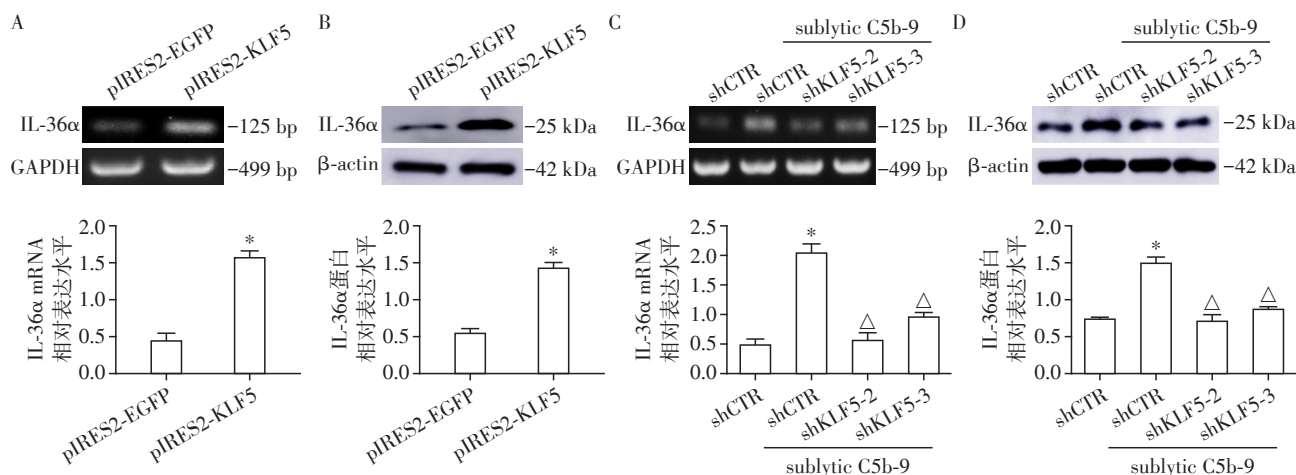 A
pIRES2-EGFP
pIRES2-KLF5
IL-36α
-125 bp
GAPDH
-499 bp
2.0
1.5
1.0
0.5
0.0
IL-36α mRNA
相对表达水平
*
pIRES2-EGFP
pIRES2-KLF5
B
pIRES2-EGFP
pIRES2-KLF5
IL-36α
-25 kDa
β-actin
-42 kDa
2.0
1.5
1.0
0.5
0.0
IL-36α蛋白
相对表达水平
*
pIRES2-EGFP
pIRES2-KLF5
C
sublytic C5b-9
shCTR
shCTR
shKLF5-2
shKLF5-3
IL-36α
-125 bp
GAPDH
-499 bp
2.5
2.0
1.5
1.0
0.5
0.0
IL-36α mRNA
相对表达水平
*
△
△
shCTR
shCTR
shKLF5-2
shKLF5-3
sublytic C5b-9
D
sublytic C5b-9
shCTR
shCTR
shKLF5-2
shKLF5-3
IL-36α
-25 kDa
β-actin
-42 kDa
2.0
1.5
1.0
0.5
0.0
IL-36α蛋白
相对表达水平
*
△
△
shCTR
shCTR
shKLF5-2
shKLF5-3
sublytic C5b-9